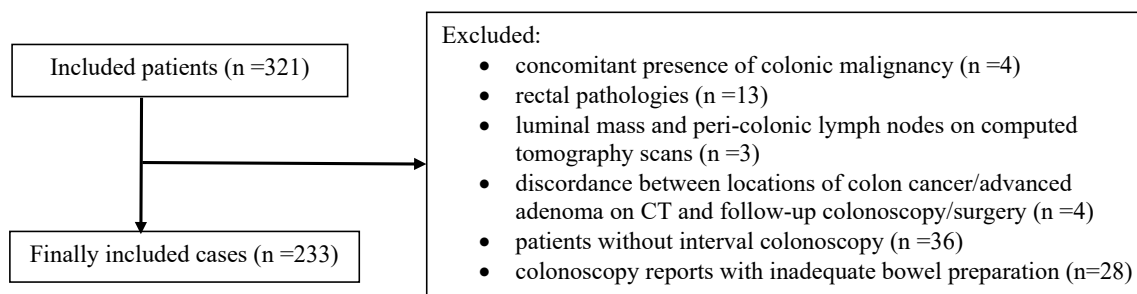 Included patients (n =321)
Finally included cases (n =233)
Excluded:
• concomitant presence of colonic malignancy (n =4)
• rectal pathologies (n =13)
• luminal mass and peri-colonic lymph nodes on computed
tomography scans (n =3)
• discordance between locations of colon cancer/advanced
adenoma on CT and follow-up colonoscopy/surgery (n =4)
• patients without interval colonoscopy (n =36)
• colonoscopy reports with inadequate bowel preparation (n=28)